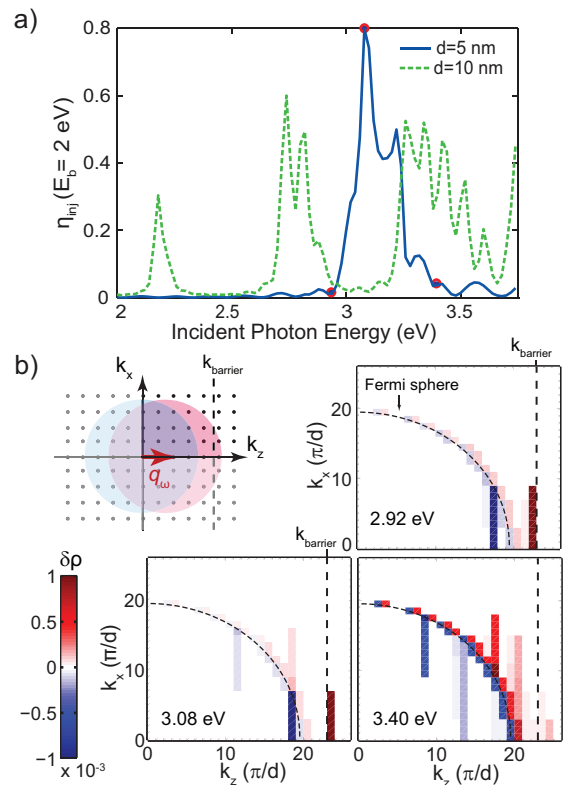 a)
0.8
0.6
0.4
0.2
0
η_inj (E_b = 2 eV)
d=5 nm
d=10 nm
2 2.5 3 3.5
Incident Photon Energy (eV)
b)
k_x
k_barrier
k_z
q_ω
k_barrier
Fermi sphere
20
10
0
k_x (π/d)
2.92 eV
k_barrier
δρ
1
0.5
0
−0.5
−1
x 10⁻³
20
10
0
k_x (π/d)
3.08 eV
0 10 20
k_z (π/d)
3.40 eV
0 10 20
k_z (π/d)